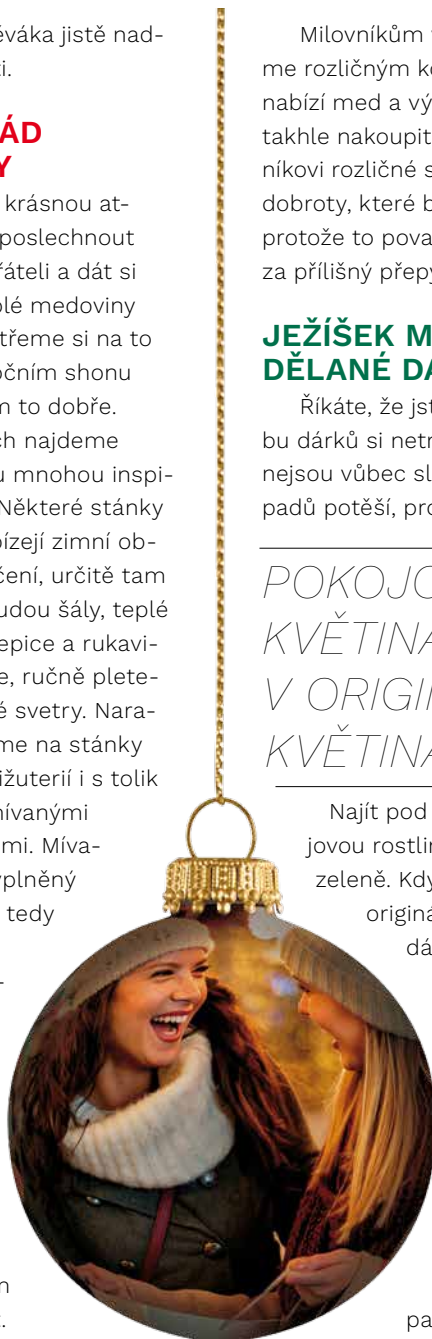 ěváka jistě nad-
ti.
ÁD
Y
krásnou at-
poslechnout
řáteli a dát si
plé medoviny
třeme si na to
očním shonu
m to dobře.
ch najdeme
u mnohou inspi-
Některé stánky
bízejí zimní ob-
čení, určitě tam
udou šály, teplé
epice a rukavi-
e, ručně plete-
é svetry. Nara-
me na stánky
ižuterií i s tolik
nívanými
mi. Míva-
yplněný
tedy
-
m
t.
Milovníkům
me rozličným k
nabízí med a vý
takhle nakoupit
níkovi rozličné s
dobroty, které b
protože to pova
za přílišný přepy
JEŽÍŠEK M
DĚLANÉ DA
Říkáte, že jst
bu dárků si netr
nejsou vůbec sl
padů potěší, pro
POKOJO
KVĚTINA
V ORIGIN
KVĚTINA
Najít pod
jovou rostlin
zeleně. Kdy
originá
dá
pa